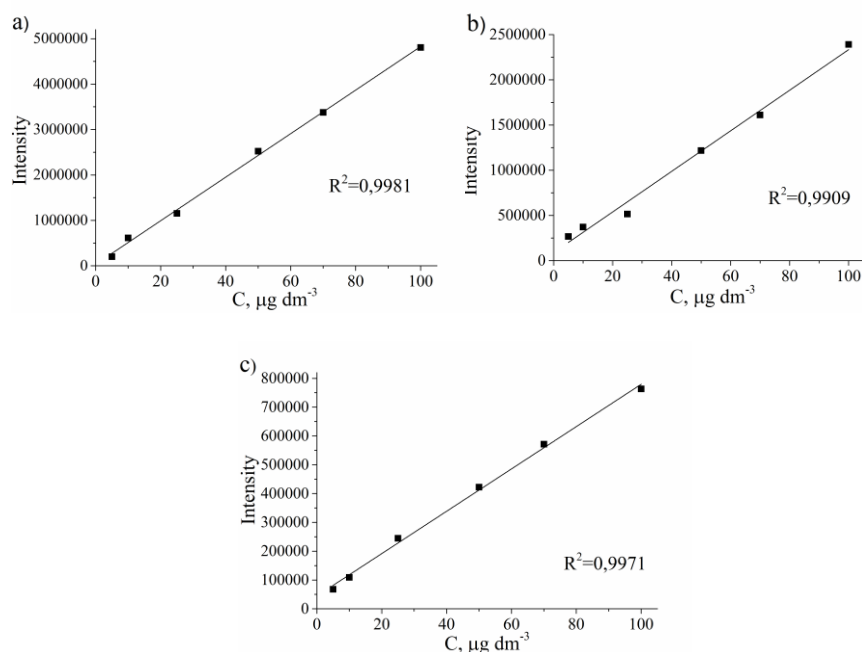 a)
5000000
4000000
3000000
2000000
1000000
0
Intensity
R²=0,9981
0 20 40 60 80 100
C, μg dm⁻³
b)
2500000
2000000
1500000
1000000
500000
0
Intensity
R²=0,9909
0 20 40 60 80 100
C, μg dm⁻³
c)
800000
700000
600000
500000
400000
300000
200000
100000
0
Intensity
R²=0,9971
0 20 40 60 80 100
C, μg dm⁻³